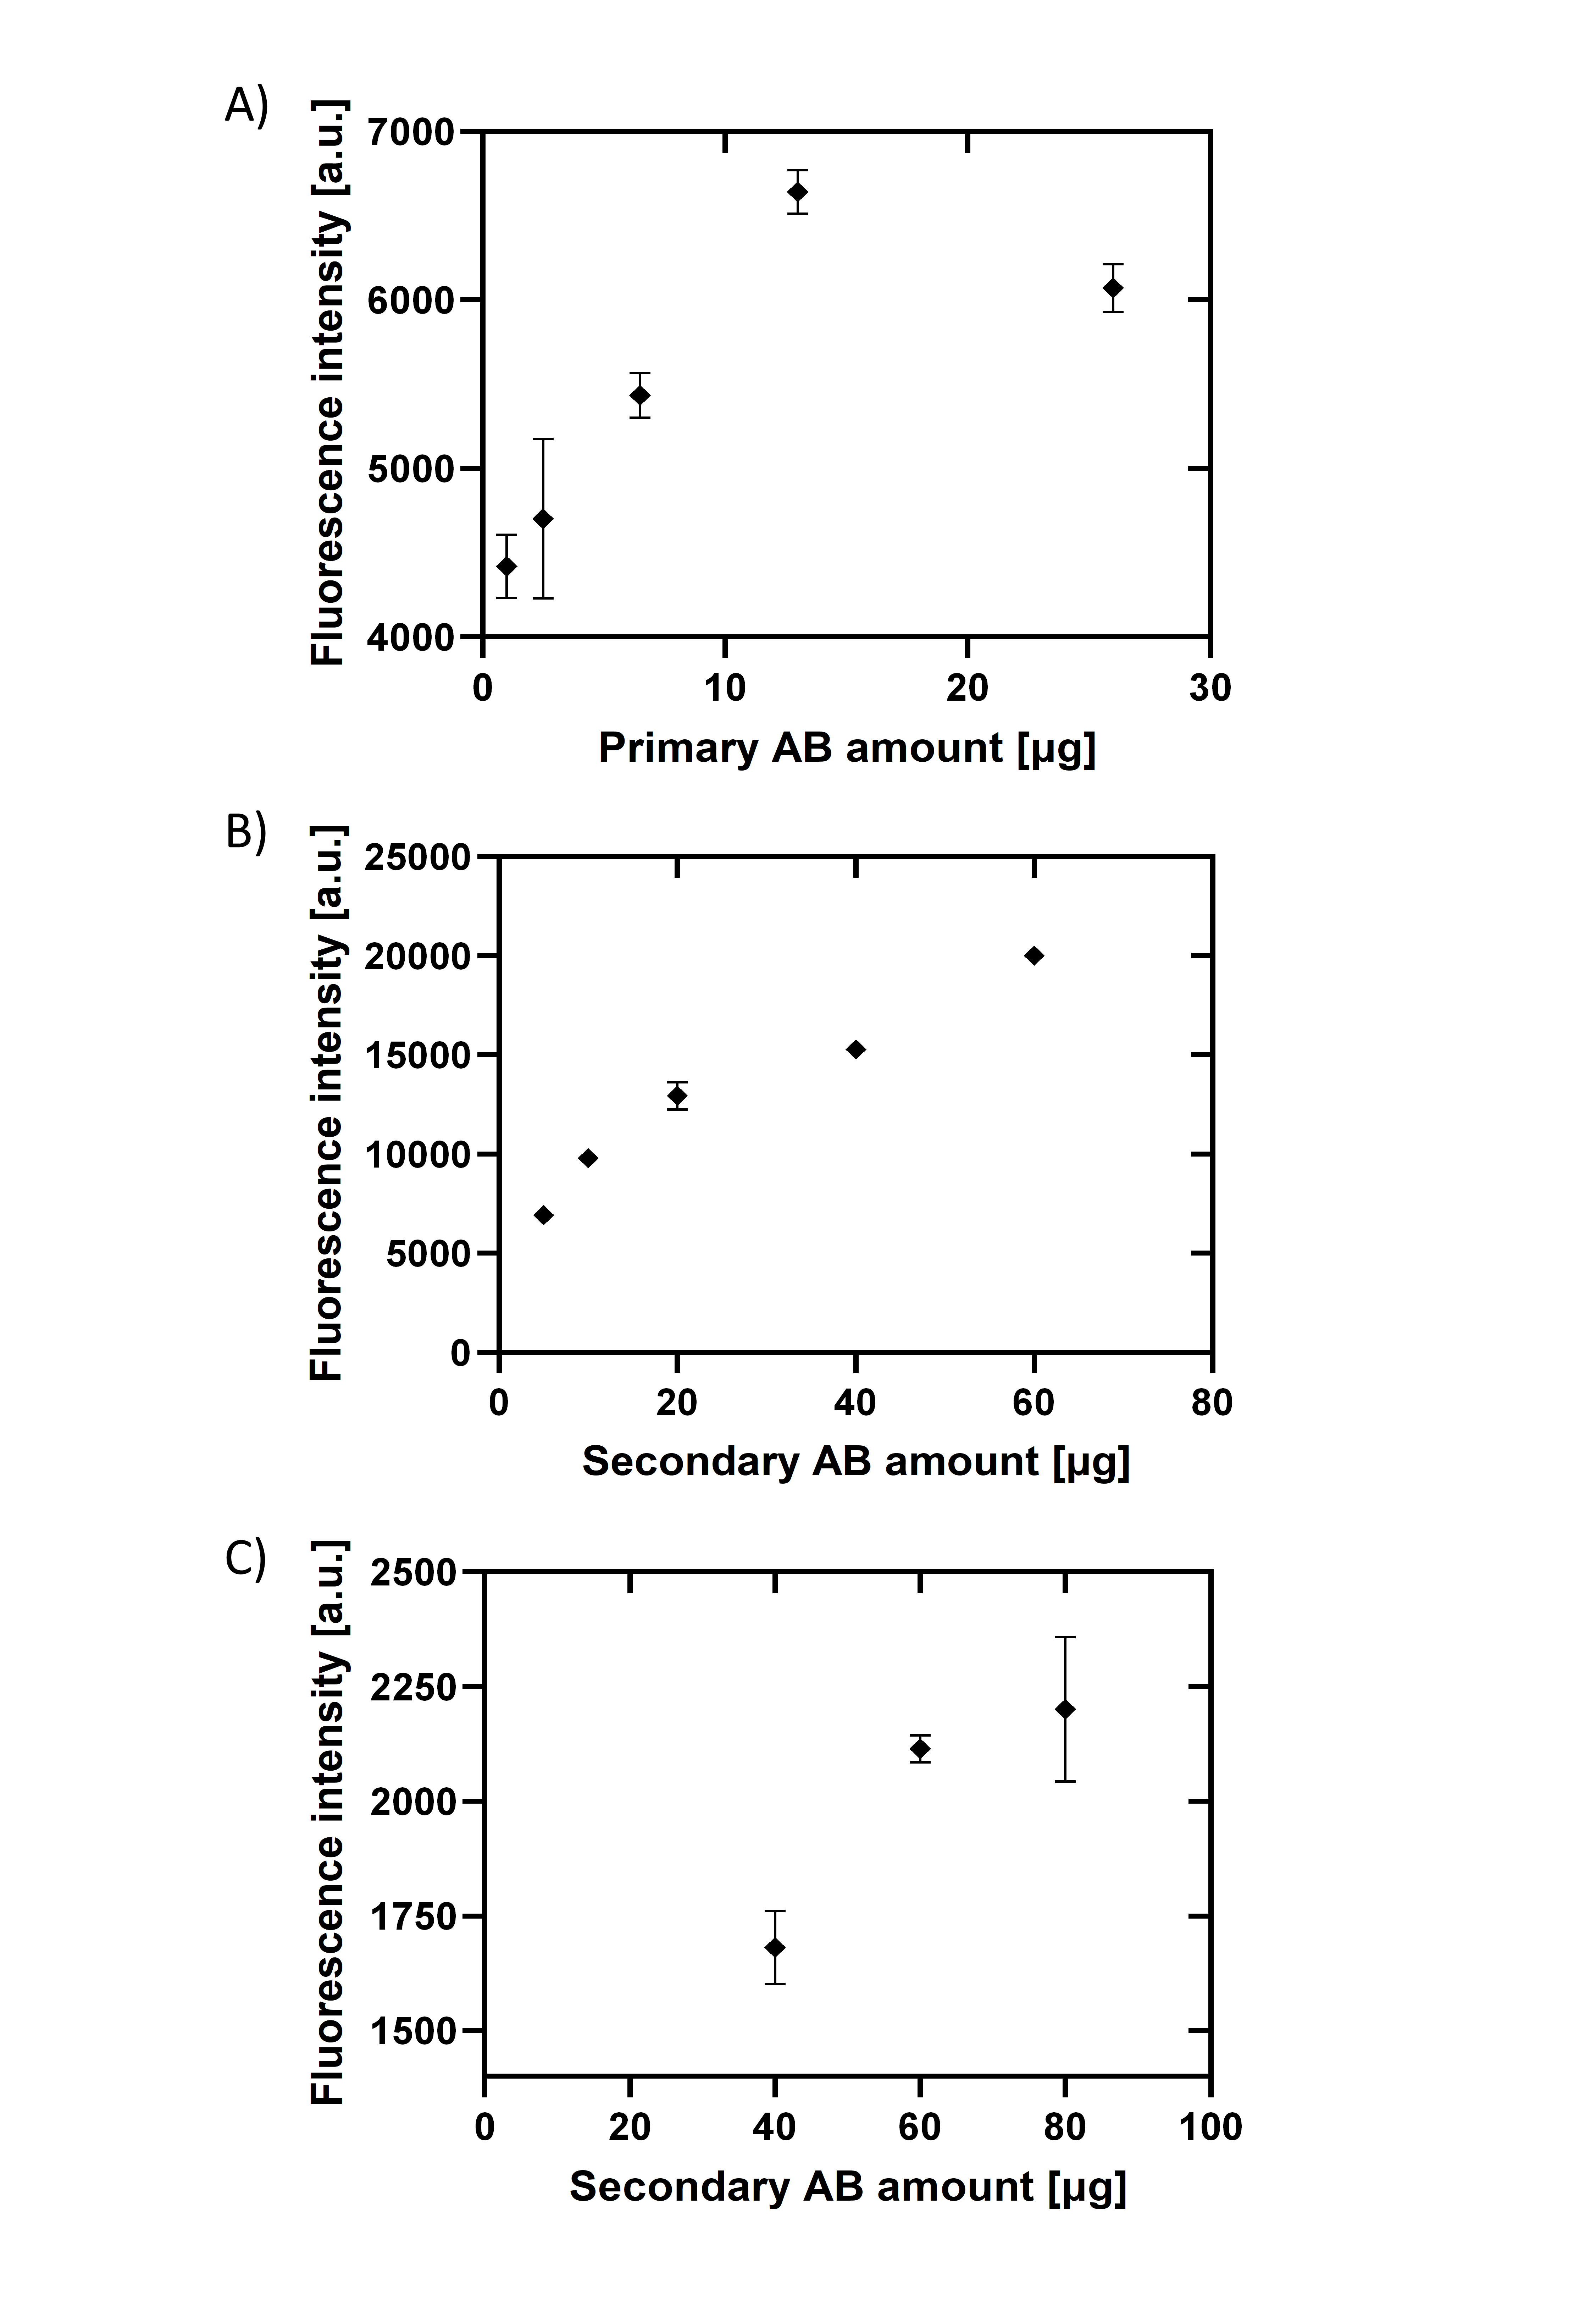 A)
Fluorescence intensity [a.u.]
7000
6000
5000
4000
0 10 20 30
Primary AB amount [µg]
B)
Fluorescence intensity [a.u.]
25000
20000
15000
10000
5000
0
0 20 40 60 80
Secondary AB amount [µg]
C)
Fluorescence intensity [a.u.]
2500
2250
2000
1750
1500
0 20 40 60 80 100
Secondary AB amount [µg]